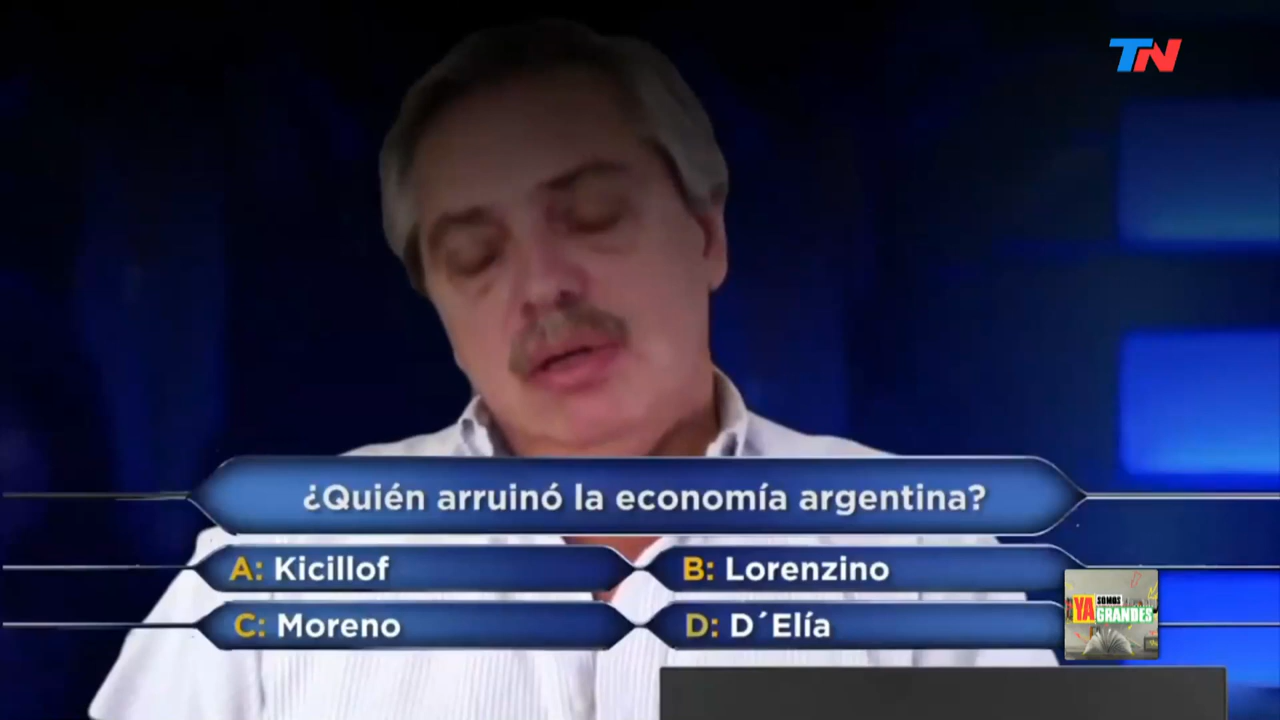 TN
¿Quién arruinó la economía argentina?
A: Kicillof
B: Lorenzino
C: Moreno
D: D´Elía
YA SOMOS GRANDES